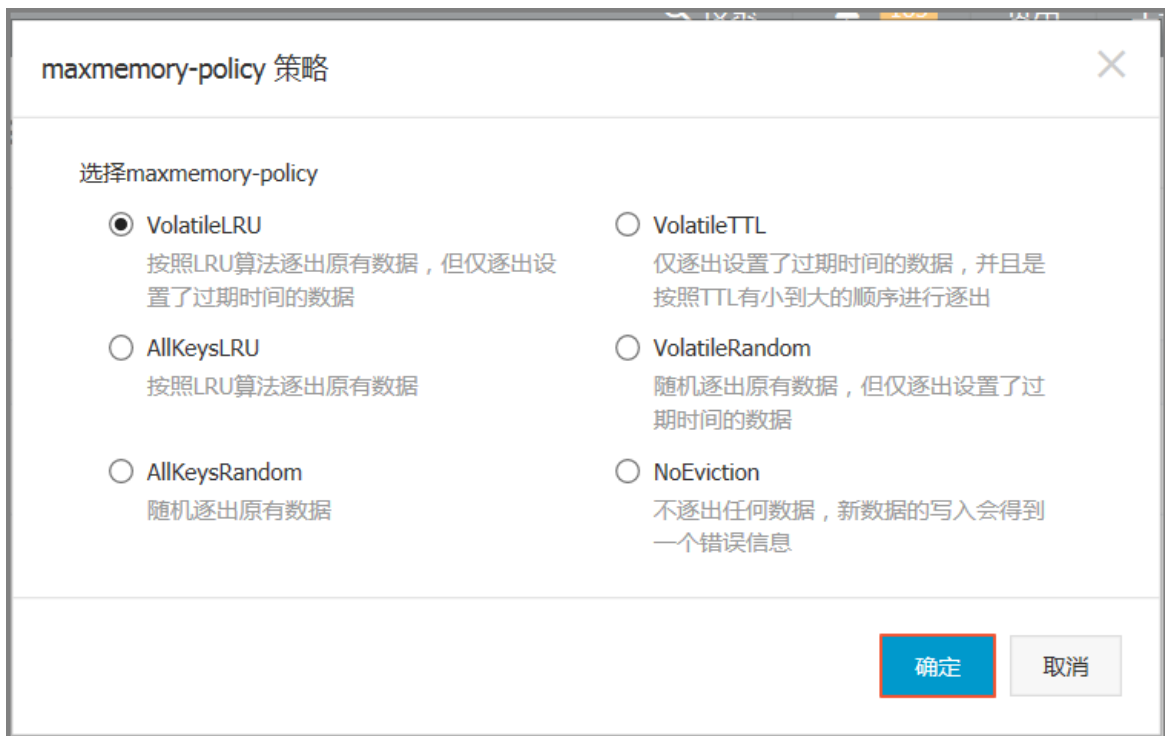 maxmemory-policy 策略
选择maxmemory-policy
VolatileLRU
按照LRU算法逐出原有数据，但仅逐出设
置了过期时间的数据
VolatileTTL
仅逐出设置了过期时间的数据，并且是
按照TTL有小到大的顺序进行逐出
AllKeysLRU
按照LRU算法逐出原有数据
VolatileRandom
随机逐出原有数据，但仅逐出设置了过
期时间的数据
AllKeysRandom
随机逐出原有数据
NoEviction
不逐出任何数据，新数据的写入会得到
一个错误信息
确定
取消